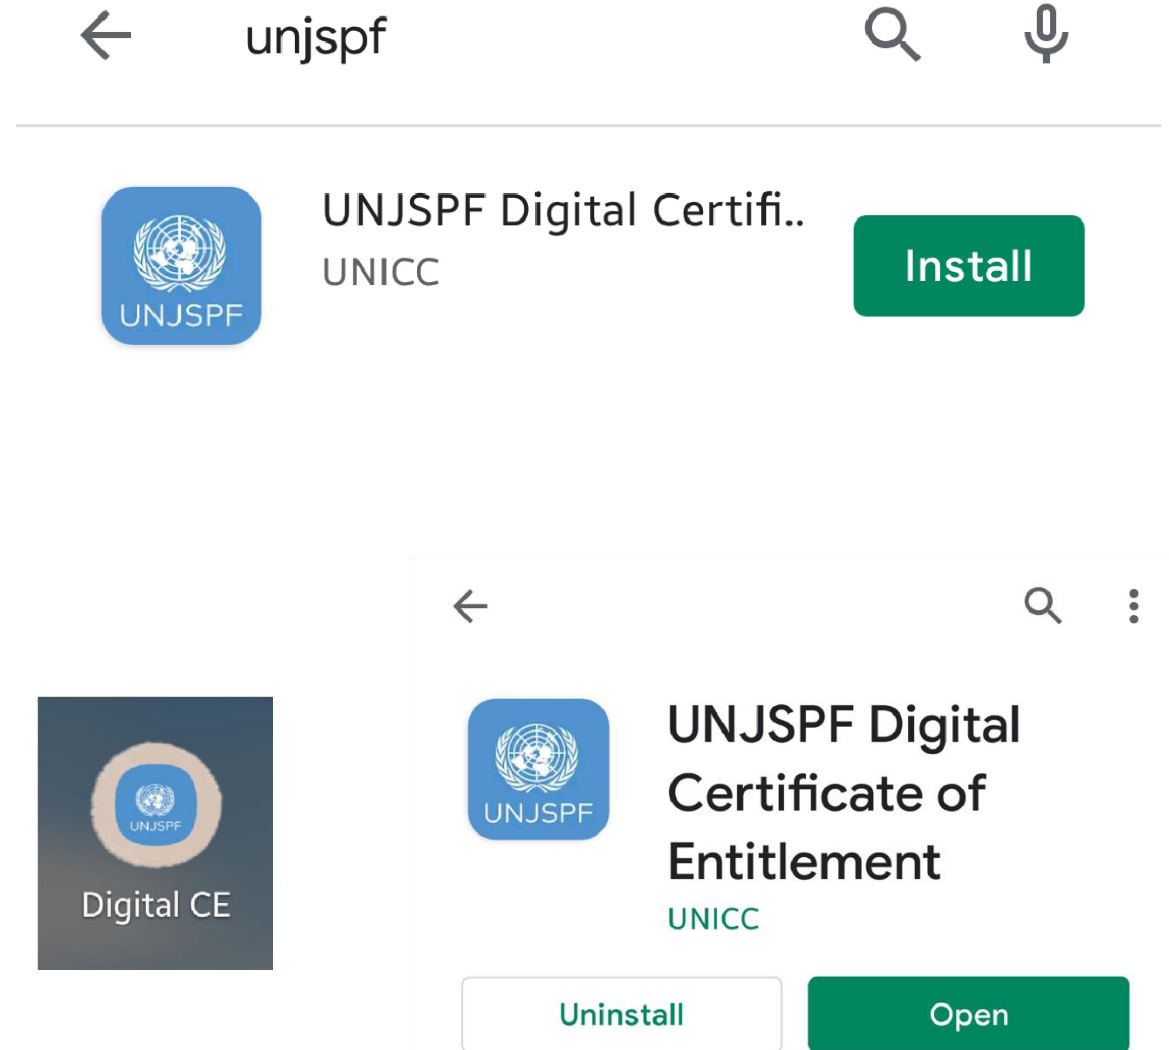 unjspf
UNJSPF Digital Certifi..
UNICC
Install
UNJSPF
UNJSPF Digital
Certificate of
Entitlement
UNICC
UNJSPF
Uninstall
Open
UNJSPF
Digital CE